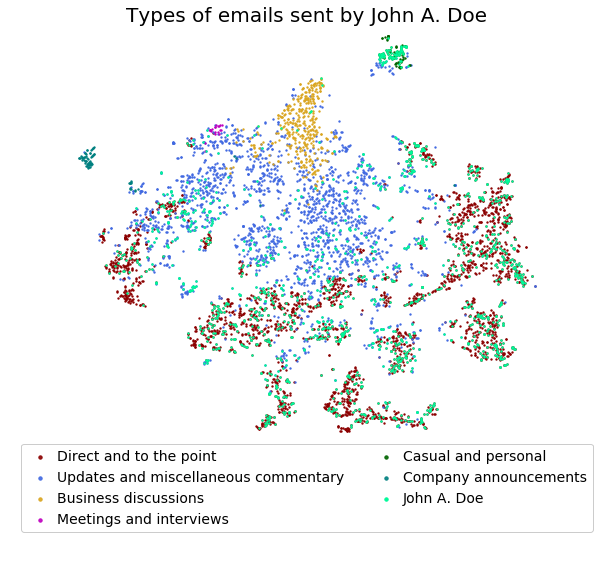 Types of emails sent by John A. Doe
Direct and to the point
Updates and miscellaneous commentary
Business discussions
Meetings and interviews
Casual and personal
Company announcements
John A. Doe